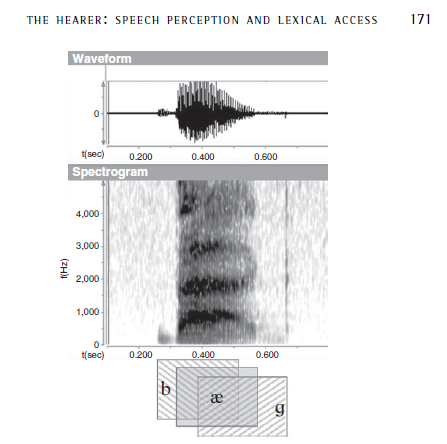 THE HEARER: SPEECH PERCEPTION AND LEXICAL ACCESS 171
Waveform
0
t(sec) 0.200 0.400 0.600
Spectrogram
4,000
3,000
f(Hz)
2,000
1,000
0
t(sec) 0.200 0.400 0.600
b
æ
g